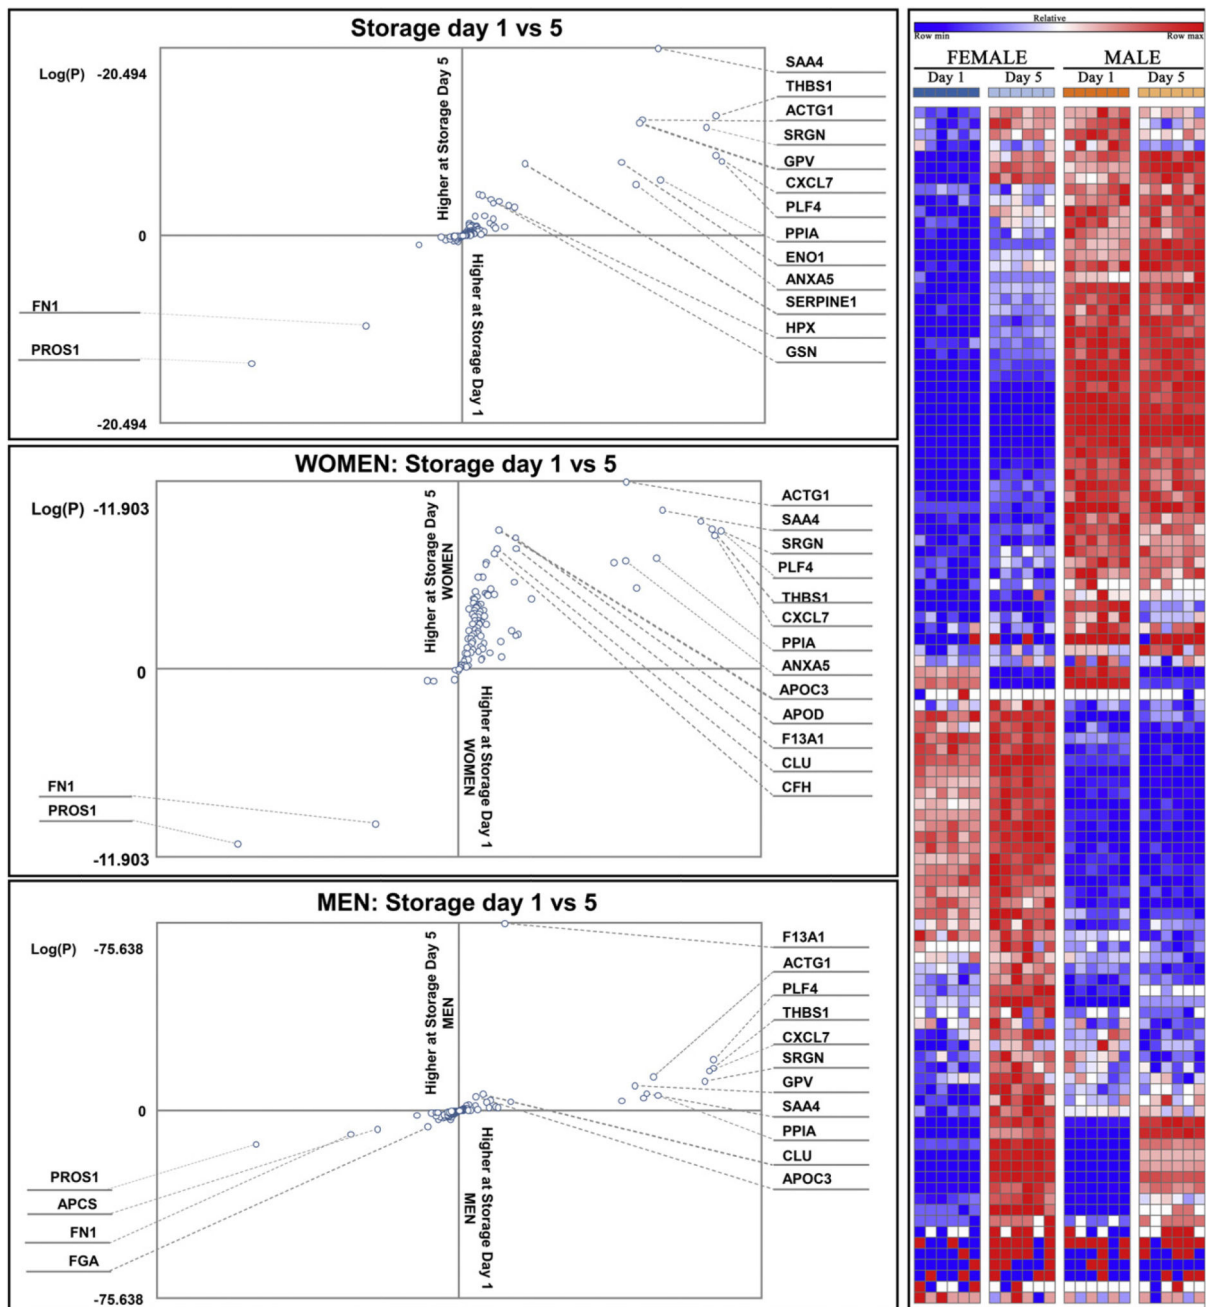 Storage day 1 vs 5
Log(P) -20.494
0
-20.494
Higher at Storage Day 5
Higher at Storage Day 1
SAA4
THBS1
ACTG1
SRGN
GPV
CXCL7
PLF4
PPIA
ENO1
ANXA5
SERPINE1
HPX
GSN
FN1
PROS1
WOMEN: Storage day 1 vs 5
Log(P) -11.903
0
-11.903
Higher at Storage Day 5
WOMEN
Higher at Storage Day 1
WOMEN
ACTG1
SAA4
SRGN
PLF4
THBS1
CXCL7
PPIA
ANXA5
APOC3
APOD
F13A1
CLU
CFH
FN1
PROS1
MEN: Storage day 1 vs 5
Log(P) -75.638
0
-75.638
Higher at Storage Day 5
MEN
Higher at Storage Day 1
MEN
F13A1
ACTG1
PLF4
THBS1
CXCL7
SRGN
GPV
SAA4
PPIA
CLU
APOC3
PROS1
APCS
FN1
FGA
Relative
Row min Row max
FEMALE MALE
Day 1 Day 5 Day 1 Day 5